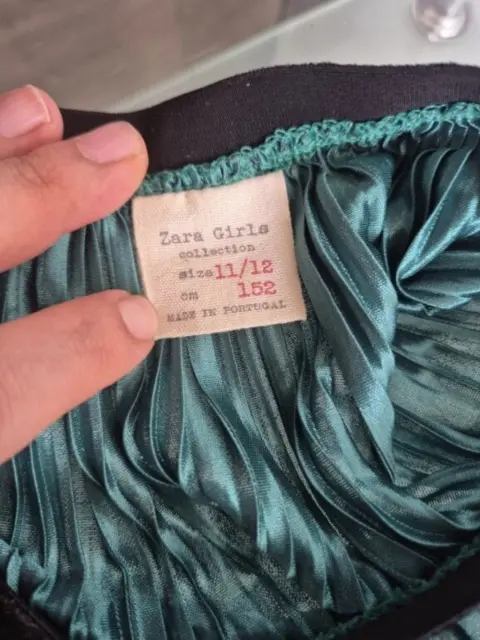 Zara Girls
collection
size 11/12
cm 152
MADE IN PORTUGAL